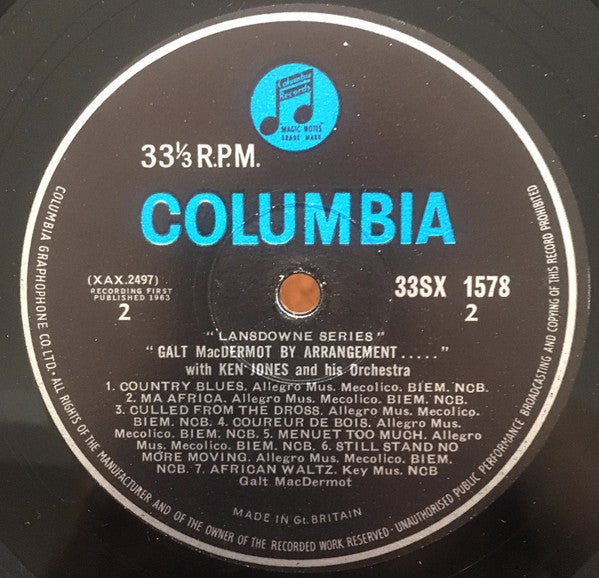 Columbia
Records
MAGIC NOTES
TRADE MARK
33⅓ R.P.M.
COLUMBIA
(XAX.2497)
RECORDING FIRST
PUBLISHED 1963
2
33SX 1578
2
"LANSDOWNE SERIES"
"GALT MacDERMOT BY ARRANGEMENT ....."
with KEN JONES and his Orchestra
1. COUNTRY BLUES. Allegro Mus. Mecolico. BIEM. NCB.
2. MA AFRICA. Allegro Mus. Mecolico. BIEM. NCB.
3. CULLED FROM THE DROSS. Allegro Mus. Mecolico.
BIEM. NCB. 4. COUREUR DE BOIS. Allegro Mus.
Mecolico. BIEM. NCB. 5. MENUET TOO MUCH. Allegro
Mus. Mecolico. BIEM. NCB. 6. STILL STAND NO
MORE MOVING. Allegro Mus. Mecolico. BIEM.
NCB. 7. AFRICAN WALTZ. Key Mus. NCB
Galt MacDermot
MADE IN Gt. BRITAIN
COLUMBIA GRAPHOPHONE CO. LTD. ALL RIGHTS OF THE MANUFACTURER AND OF THE OWNER OF THE RECORDED WORK RESERVED · UNAUTHORISED PUBLIC PERFORMANCE BROADCASTING AND COPYING OF THIS RECORD PROHIBITED